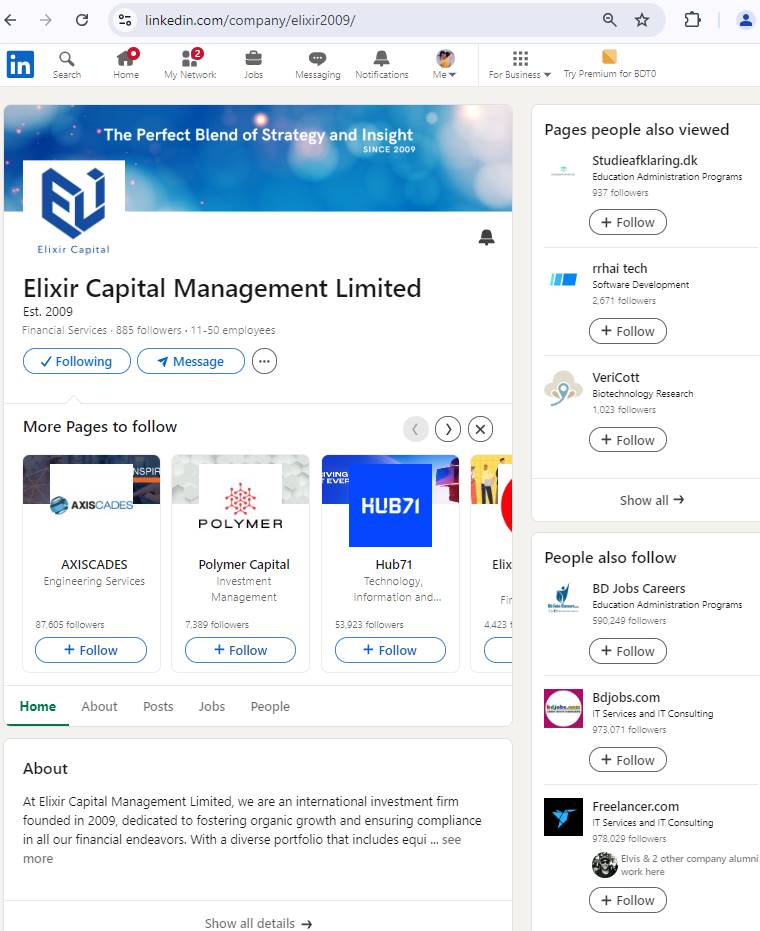 linkedin.com/company/elixir2009/
in
Search
Home
2
My Network
Jobs
Messaging
Notifications
Me
For Business
Try Premium for BDT0
The Perfect Blend of Strategy and Insight
SINCE 2009
Elixir Capital
Elixir Capital Management Limited
Est. 2009
Financial Services · 885 followers · 11-50 employees
Following
Message
More Pages to follow
AXISCADES
AXISCADES
Engineering Services
87,605 followers
+ Follow
POLYMER
Polymer Capital
Investment
Management
7,389 followers
+ Follow
HUB71
Hub71
Technology,
Information and...
53,923 followers
+ Follow
Elix
Fir
4,423 f
Home
About
Posts
Jobs
People
About
At Elixir Capital Management Limited, we are an international investment firm
founded in 2009, dedicated to fostering organic growth and ensuring compliance
in all our financial endeavors. With a diverse portfolio that includes equi ... see
more
Show all details →
Pages people also viewed
Studieafklaring.dk
Education Administration Programs
937 followers
+ Follow
rrhai tech
Software Development
2,671 followers
+ Follow
VeriCott
Biotechnology Research
1,023 followers
+ Follow
Show all →
People also follow
BD Jobs Careers
Education Administration Programs
590,249 followers
+ Follow
bdjobs.com
Bdjobs.com
IT Services and IT Consulting
973,071 followers
+ Follow
Freelancer.com
IT Services and IT Consulting
978,029 followers
Elvis & 2 other company alumni
work here
+ Follow